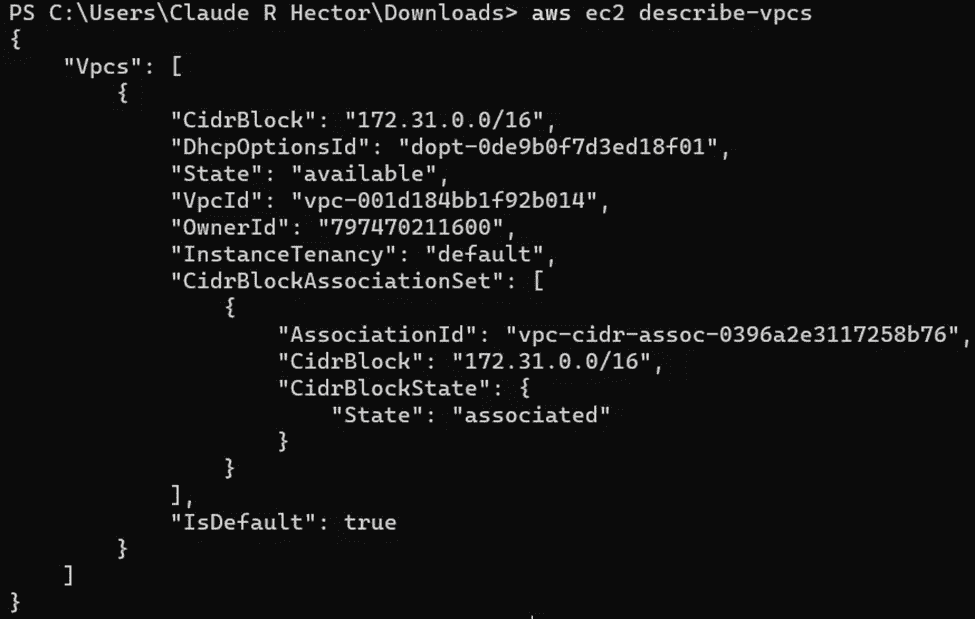 PS C:\Users\Claude R Hector\Downloads> aws ec2 describe-vpcs
{
    "Vpcs": [
        {
            "CidrBlock": "172.31.0.0/16",
            "DhcpOptionsId": "dopt-0de9b0f7d3ed18f01",
            "State": "available",
            "VpcId": "vpc-001d184bb1f92b014",
            "OwnerId": "797470211600",
            "InstanceTenancy": "default",
            "CidrBlockAssociationSet": [
                {
                    "AssociationId": "vpc-cidr-assoc-0396a2e3117258b76",
                    "CidrBlock": "172.31.0.0/16",
                    "CidrBlockState": {
                        "State": "associated"
                    }
                }
            ],
            "IsDefault": true
        }
    ]
}